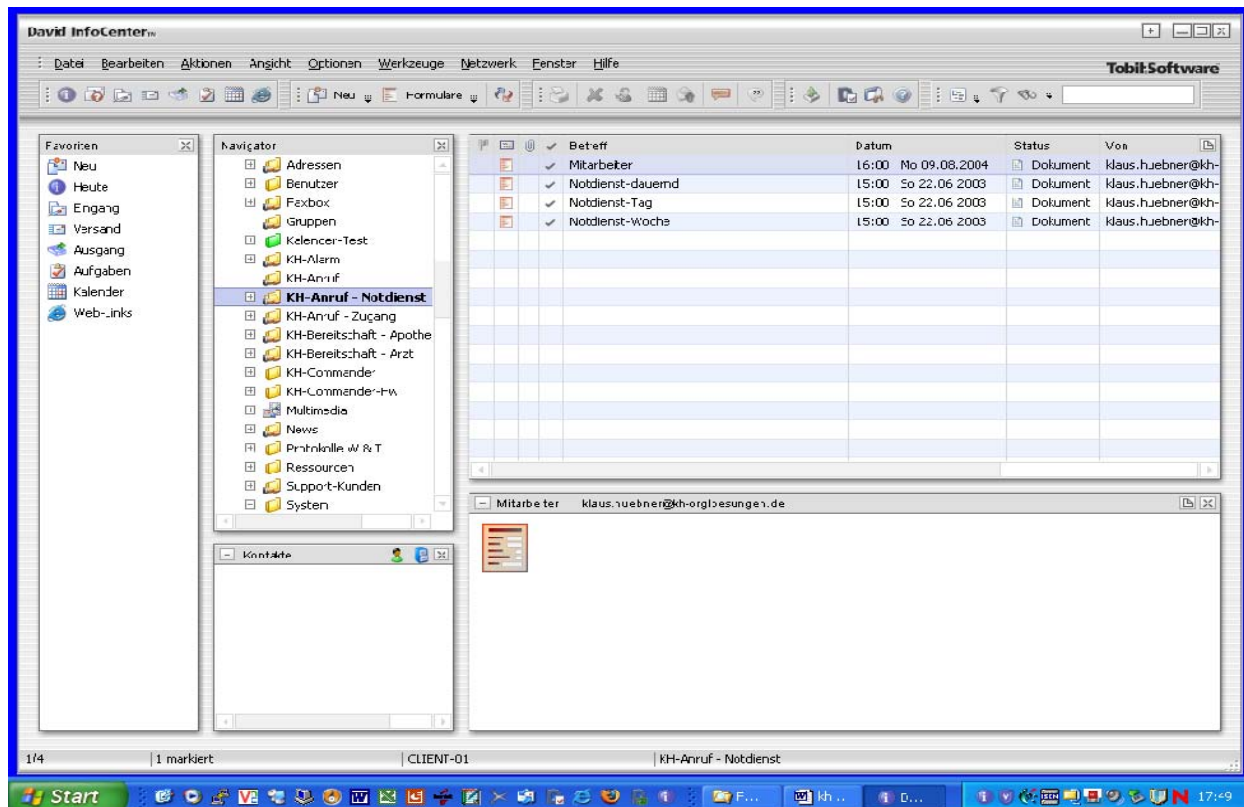 David InfoCenter TM
Datei Bearbeiten Aktionen Ansicht Optionen Werkzeuge Netzwerk Fenster Hilfe
Tobit.Software
Neu Formulare
Favoriten
Neu
Heute
Eingang
Versand
Ausgang
Aufgaben
Kalender
Web-Links
Navigator
Adressen
Benutzer
Faxbox
Gruppen
Kalender-Test
KH-Alarm
KH-Anruf
KH-Anruf - Notdienst
KH-Anruf - Zugang
KH-Bereitschaft - Apothe
KH-Bereitschaft - Arzt
KH-Commander
KH-Commander-FW
Multimedia
News
Protokolle W & T
Ressourcen
Support-Kunden
System
Kontakte
Betreff Datum Status Von
Mitarbeiter 16:00 Mo 09.08.2004 Dokument klaus.huebner@kh-
Notdienst-dauernd 15:00 So 22.06.2003 Dokument klaus.huebner@kh-
Notdienst-Tag 15:00 So 22.06.2003 Dokument klaus.huebner@kh-
Notdienst-Woche 15:00 So 22.06.2003 Dokument klaus.huebner@kh-
Mitarbeiter klaus.huebner@kh-orgloesungen.de
1/4 1 markiert CLIENT-01 KH-Anruf - Notdienst
Start F... kh .. D... 17:49